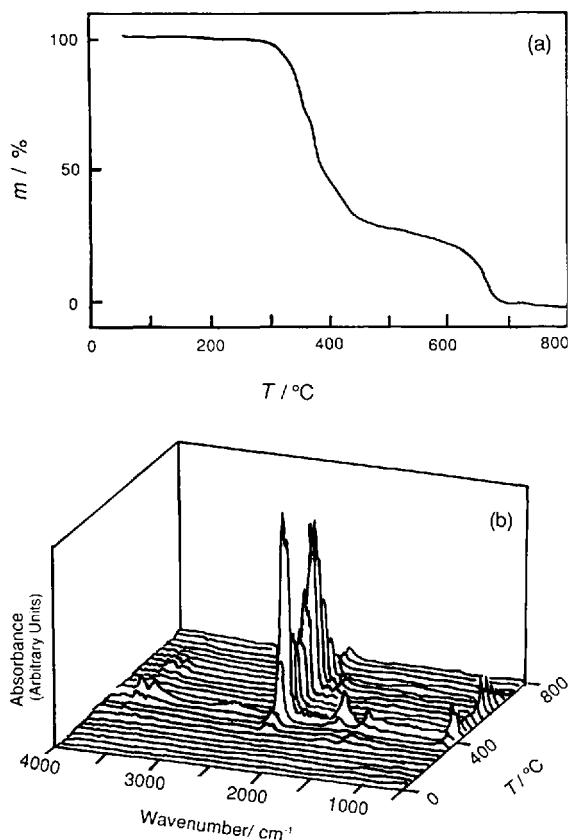 (a)
100
50
0
m / %
0
200
400
600
800
T / °C
(b)
Absorbance
(Arbitrary Units)
4000
3000
2000
1000
0
400
800
T / °C
Wavenumber/ cm⁻¹